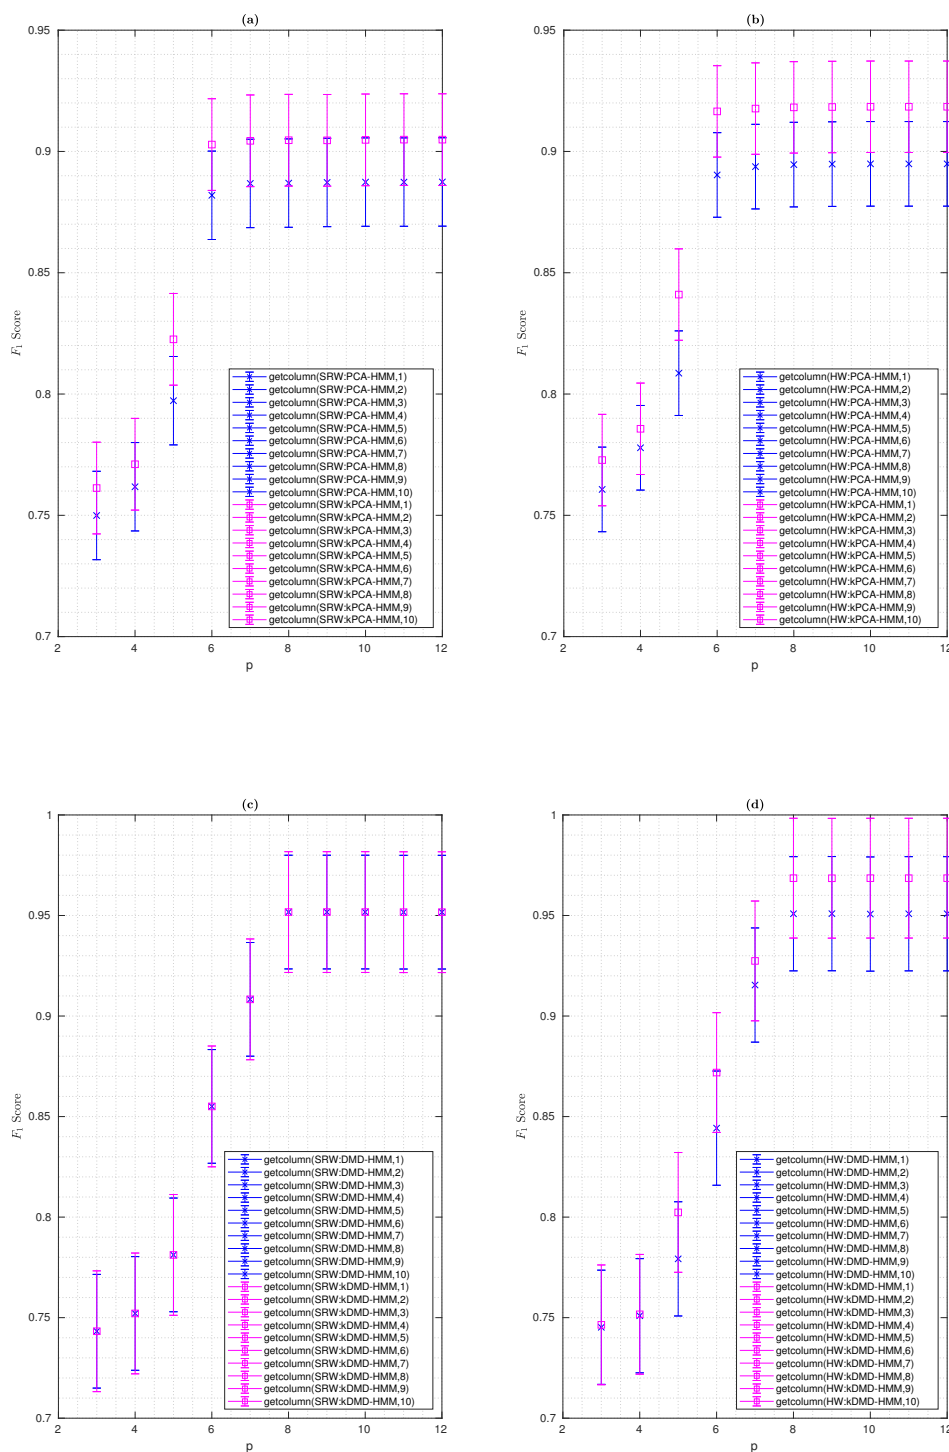 (a)
0.95
0.9
0.85
0.8
0.75
0.7
F1 Score
2 4 6 8 10 12
p
getcolumn(SRW:PCA-HMM,1)
getcolumn(SRW:PCA-HMM,2)
getcolumn(SRW:PCA-HMM,3)
getcolumn(SRW:PCA-HMM,4)
getcolumn(SRW:PCA-HMM,5)
getcolumn(SRW:PCA-HMM,6)
getcolumn(SRW:PCA-HMM,7)
getcolumn(SRW:PCA-HMM,8)
getcolumn(SRW:PCA-HMM,9)
getcolumn(SRW:PCA-HMM,10)
getcolumn(SRW:kPCA-HMM,1)
getcolumn(SRW:kPCA-HMM,2)
getcolumn(SRW:kPCA-HMM,3)
getcolumn(SRW:kPCA-HMM,4)
getcolumn(SRW:kPCA-HMM,5)
getcolumn(SRW:kPCA-HMM,6)
getcolumn(SRW:kPCA-HMM,7)
getcolumn(SRW:kPCA-HMM,8)
getcolumn(SRW:kPCA-HMM,9)
getcolumn(SRW:kPCA-HMM,10)
(b)
0.95
0.9
0.85
0.8
0.75
0.7
F1 Score
2 4 6 8 10 12
p
getcolumn(HW:PCA-HMM,1)
getcolumn(HW:PCA-HMM,2)
getcolumn(HW:PCA-HMM,3)
getcolumn(HW:PCA-HMM,4)
getcolumn(HW:PCA-HMM,5)
getcolumn(HW:PCA-HMM,6)
getcolumn(HW:PCA-HMM,7)
getcolumn(HW:PCA-HMM,8)
getcolumn(HW:PCA-HMM,9)
getcolumn(HW:PCA-HMM,10)
getcolumn(HW:kPCA-HMM,1)
getcolumn(HW:kPCA-HMM,2)
getcolumn(HW:kPCA-HMM,3)
getcolumn(HW:kPCA-HMM,4)
getcolumn(HW:kPCA-HMM,5)
getcolumn(HW:kPCA-HMM,6)
getcolumn(HW:kPCA-HMM,7)
getcolumn(HW:kPCA-HMM,8)
getcolumn(HW:kPCA-HMM,9)
getcolumn(HW:kPCA-HMM,10)
(c)
1
0.95
0.9
0.85
0.8
0.75
0.7
F1 Score
2 4 6 8 10 12
p
getcolumn(SRW:DMD-HMM,1)
getcolumn(SRW:DMD-HMM,2)
getcolumn(SRW:DMD-HMM,3)
getcolumn(SRW:DMD-HMM,4)
getcolumn(SRW:DMD-HMM,5)
getcolumn(SRW:DMD-HMM,6)
getcolumn(SRW:DMD-HMM,7)
getcolumn(SRW:DMD-HMM,8)
getcolumn(SRW:DMD-HMM,9)
getcolumn(SRW:DMD-HMM,10)
getcolumn(SRW:kDMD-HMM,1)
getcolumn(SRW:kDMD-HMM,2)
getcolumn(SRW:kDMD-HMM,3)
getcolumn(SRW:kDMD-HMM,4)
getcolumn(SRW:kDMD-HMM,5)
getcolumn(SRW:kDMD-HMM,6)
getcolumn(SRW:kDMD-HMM,7)
getcolumn(SRW:kDMD-HMM,8)
getcolumn(SRW:kDMD-HMM,9)
getcolumn(SRW:kDMD-HMM,10)
(d)
1
0.95
0.9
0.85
0.8
0.75
0.7
F1 Score
2 4 6 8 10 12
p
getcolumn(HW:DMD-HMM,1)
getcolumn(HW:DMD-HMM,2)
getcolumn(HW:DMD-HMM,3)
getcolumn(HW:DMD-HMM,4)
getcolumn(HW:DMD-HMM,5)
getcolumn(HW:DMD-HMM,6)
getcolumn(HW:DMD-HMM,7)
getcolumn(HW:DMD-HMM,8)
getcolumn(HW:DMD-HMM,9)
getcolumn(HW:DMD-HMM,10)
getcolumn(HW:kDMD-HMM,1)
getcolumn(HW:kDMD-HMM,2)
getcolumn(HW:kDMD-HMM,3)
getcolumn(HW:kDMD-HMM,4)
getcolumn(HW:kDMD-HMM,5)
getcolumn(HW:kDMD-HMM,6)
getcolumn(HW:kDMD-HMM,7)
getcolumn(HW:kDMD-HMM,8)
getcolumn(HW:kDMD-HMM,9)
getcolumn(HW:kDMD-HMM,10)